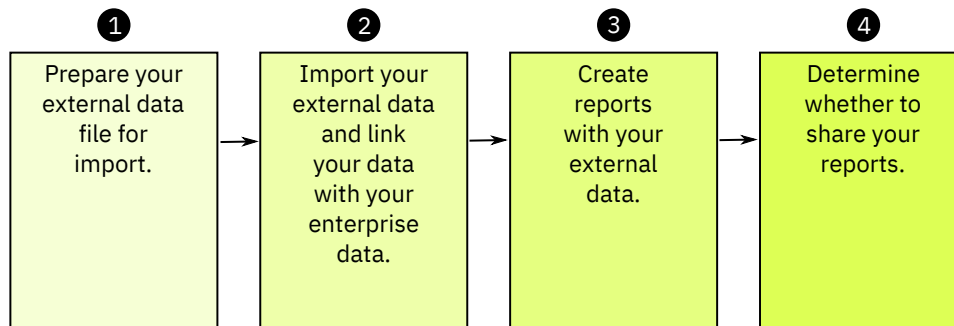 1
Prepare your
external data
file for
import.
2
Import your
external data
and link
your data
with your
enterprise
data.
3
Create
reports
with your
external
data.
4
Determine
whether to
share your
reports.